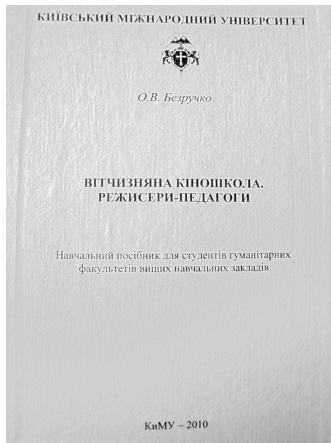 КИЇВСЬКИЙ МІЖНАРОДНИЙ УНІВЕРСИТЕТ
О.В. Безручко
ВІТЧИЗНЯНА КІНОШКОЛА.
РЕЖИСЕРИ-ПЕДАГОГИ
Навчальний посібник для студентів гуманітарних
факультетів вищих навчальних закладів
КиМУ – 2010